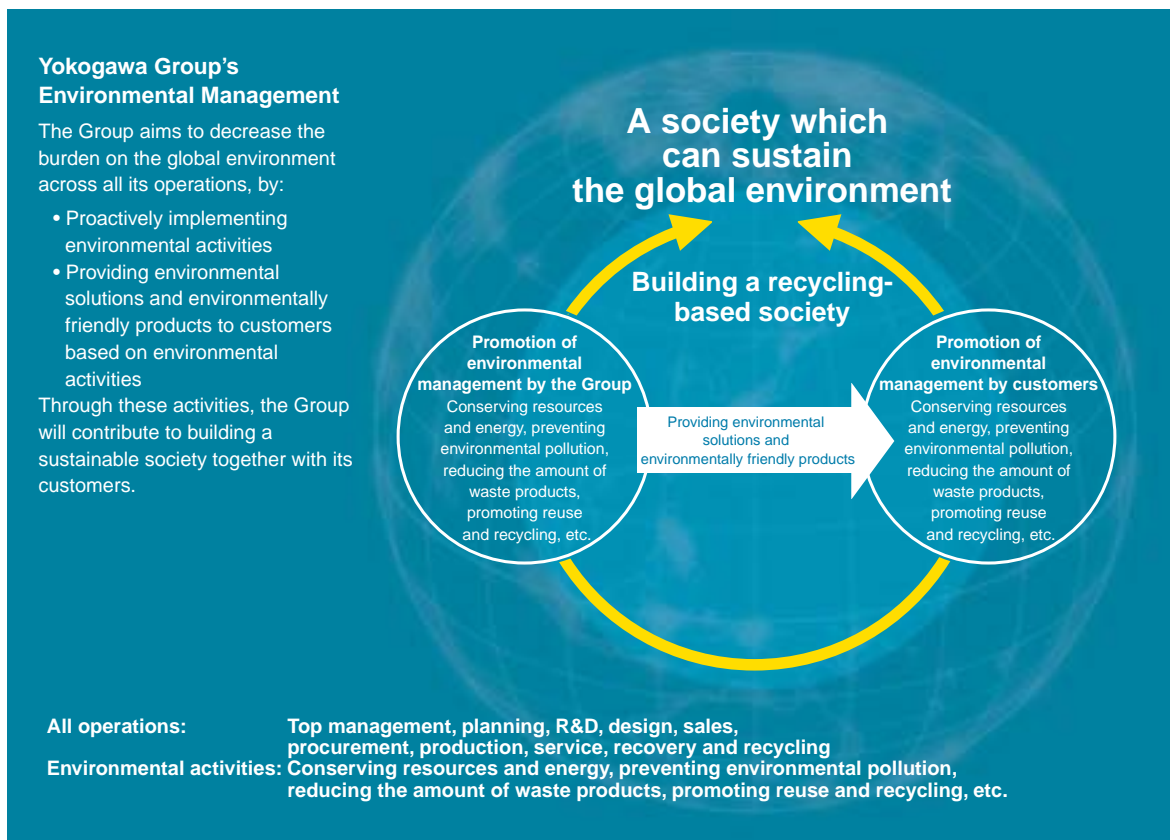 Yokogawa Group’s
Environmental Management
The Group aims to decrease the
burden on the global environment
across all its operations, by:
• Proactively implementing
environmental activities
• Providing environmental
solutions and environmentally
friendly products to customers
based on environmental
activities
Through these activities, the Group
will contribute to building a
sustainable society together with its
customers.
A society which
can sustain
the global environment
Building a recycling-
based society
Promotion of
environmental
management by the Group
Conserving resources
and energy, preventing
environmental pollution,
reducing the amount of
waste products,
promoting reuse
and recycling, etc.
Providing environmental
solutions and
environmentally friendly products
Promotion of
environmental
management by customers
Conserving resources
and energy, preventing
environmental pollution,
reducing the amount of
waste products,
promoting reuse
and recycling, etc.
All operations: Top management, planning, R&D, design, sales,
procurement, production, service, recovery and recycling
Environmental activities: Conserving resources and energy, preventing environmental pollution,
reducing the amount of waste products, promoting reuse and recycling, etc.